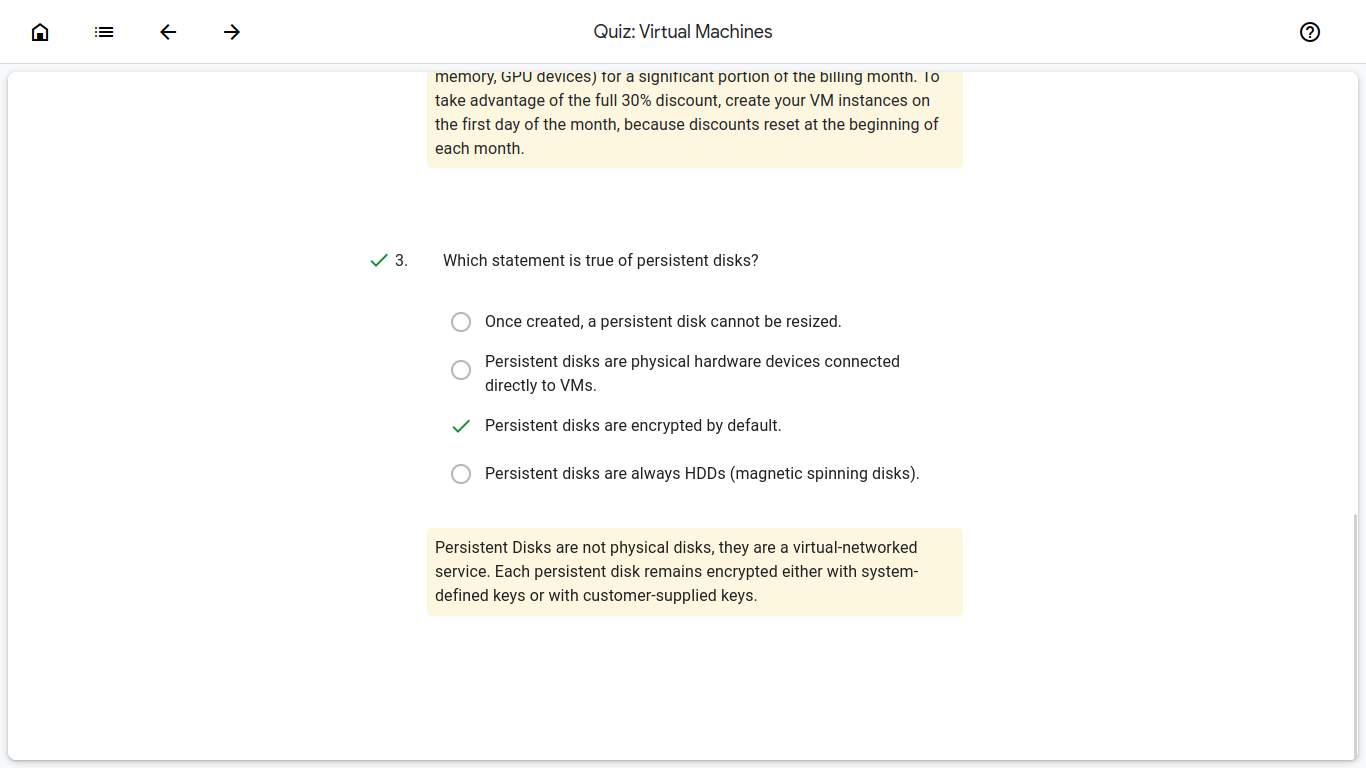 Quiz: Virtual Machines
memory, GPU devices) for a significant portion of the billing month. To
take advantage of the full 30% discount, create your VM instances on
the first day of the month, because discounts reset at the beginning of
each month.
3. Which statement is true of persistent disks?
Once created, a persistent disk cannot be resized.
Persistent disks are physical hardware devices connected
directly to VMs.
Persistent disks are encrypted by default.
Persistent disks are always HDDs (magnetic spinning disks).
Persistent Disks are not physical disks, they are a virtual-networked
service. Each persistent disk remains encrypted either with system-
defined keys or with customer-supplied keys.